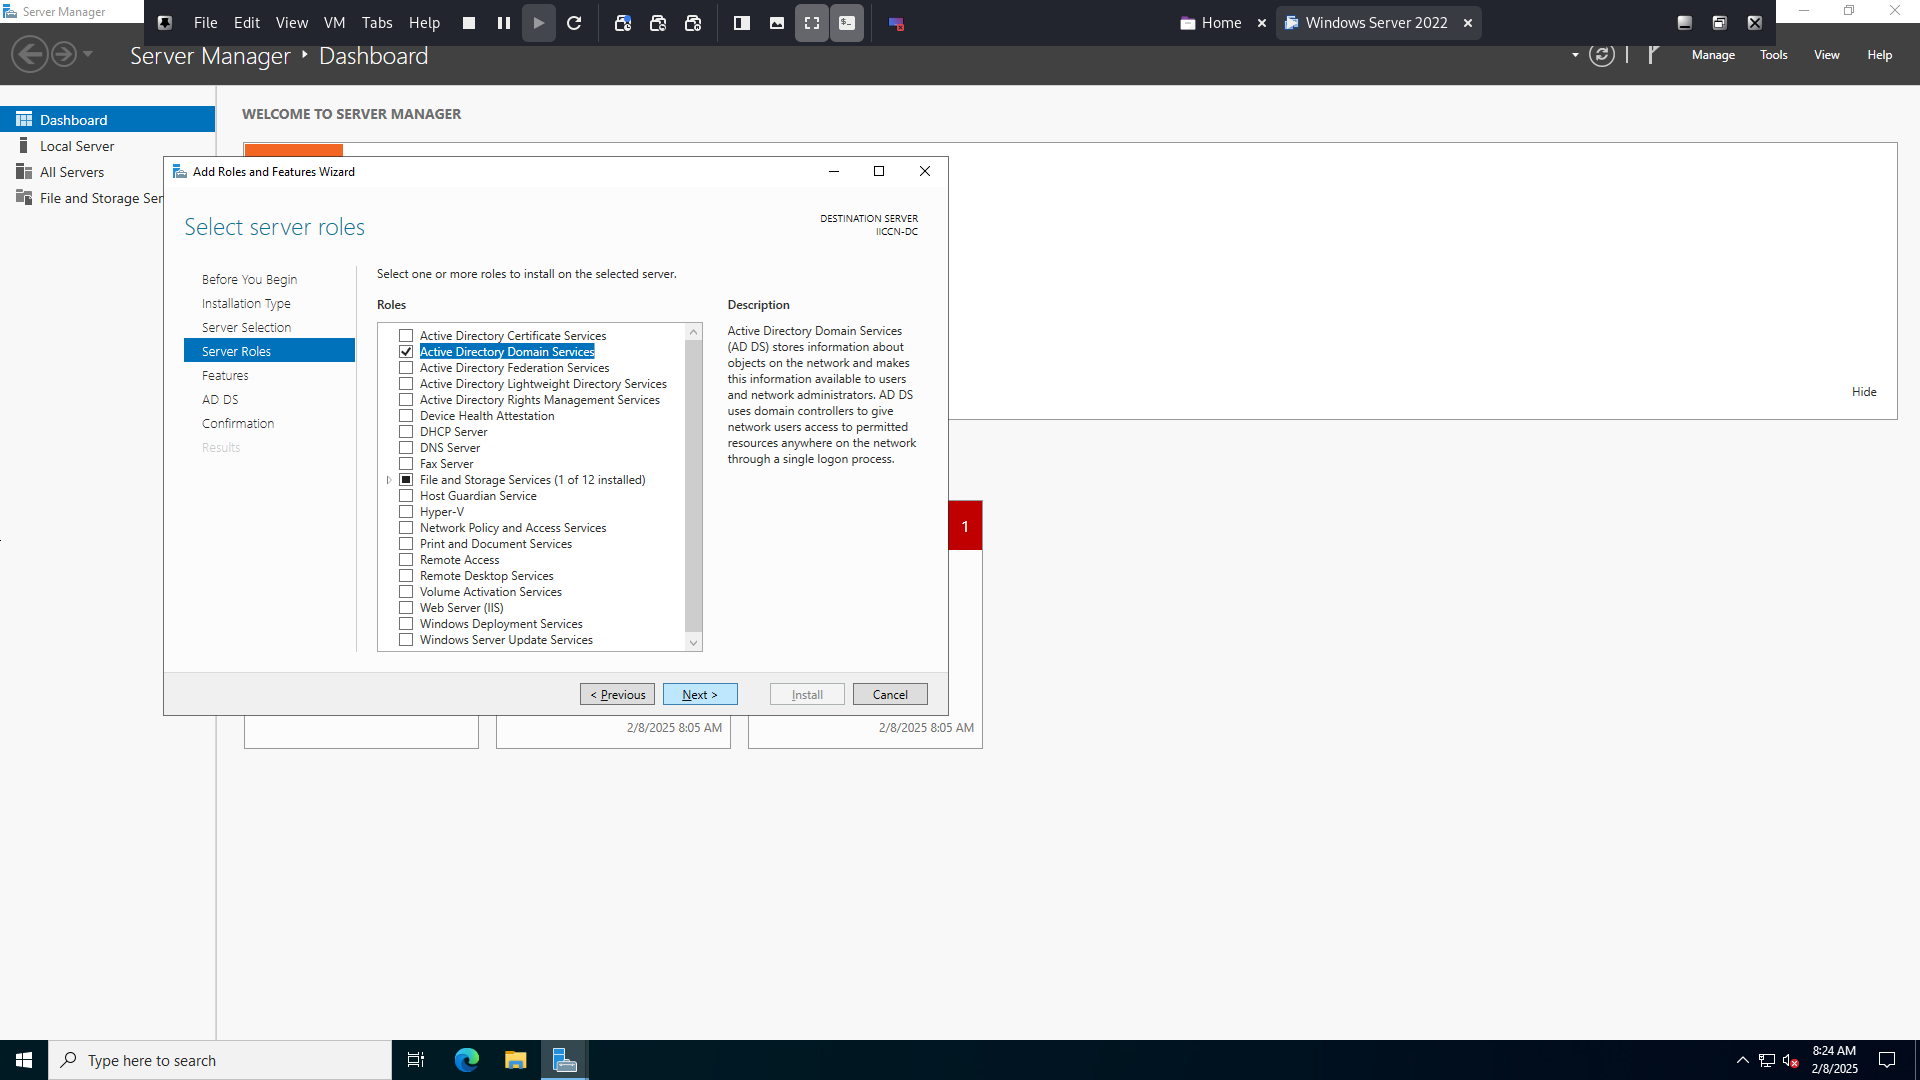 Server Manager
File Edit View VM Tabs Help
Home
Windows Server 2022
Server Manager ‣ Dashboard
Manage Tools View Help
Dashboard
Local Server
All Servers
File and Storage Ser
WELCOME TO SERVER MANAGER
Hide
Add Roles and Features Wizard
Select server roles
DESTINATION SERVER
IICCN-DC
Before You Begin
Installation Type
Server Selection
Server Roles
Features
AD DS
Confirmation
Results
Select one or more roles to install on the selected server.
Roles
Active Directory Certificate Services
Active Directory Domain Services
Active Directory Federation Services
Active Directory Lightweight Directory Services
Active Directory Rights Management Services
Device Health Attestation
DHCP Server
DNS Server
Fax Server
File and Storage Services (1 of 12 installed)
Host Guardian Service
Hyper-V
Network Policy and Access Services
Print and Document Services
Remote Access
Remote Desktop Services
Volume Activation Services
Web Server (IIS)
Windows Deployment Services
Windows Server Update Services
Description
Active Directory Domain Services
(AD DS) stores information about
objects on the network and makes
this information available to users
and network administrators. AD DS
uses domain controllers to give
network users access to permitted
resources anywhere on the network
through a single logon process.
< Previous
Next >
Install
Cancel
1
2/8/2025 8:05 AM
2/8/2025 8:05 AM
Type here to search
8:24 AM
2/8/2025